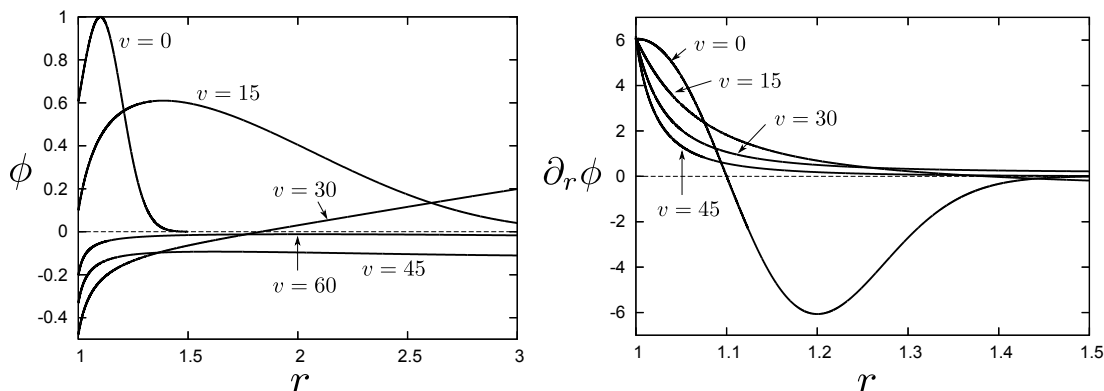 1
0.8
0.6
0.4
0.2
0
-0.2
-0.4
ϕ
v = 0
v = 15
v = 30
v = 45
v = 60
1 1.5 2 2.5 3
r
6
4
2
0
-2
-4
-6
∂rϕ
v = 0
v = 15
v = 30
v = 45
1 1.1 1.2 1.3 1.4 1.5
r